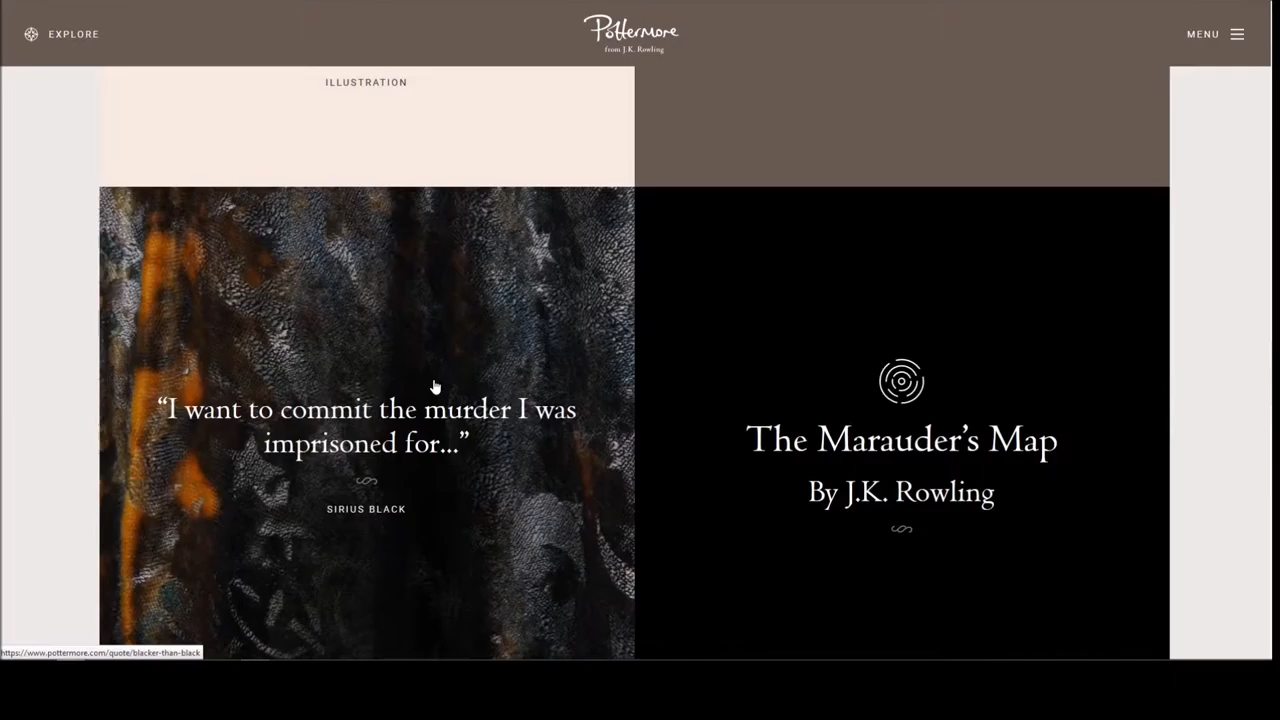 EXPLORE
Pottermore
from J.K. Rowling
MENU
ILLUSTRATION
“I want to commit the murder I was
imprisoned for...”
SIRIUS BLACK
The Marauder’s Map
By J.K. Rowling
https://www.pottermore.com/quote/blacker-than-black